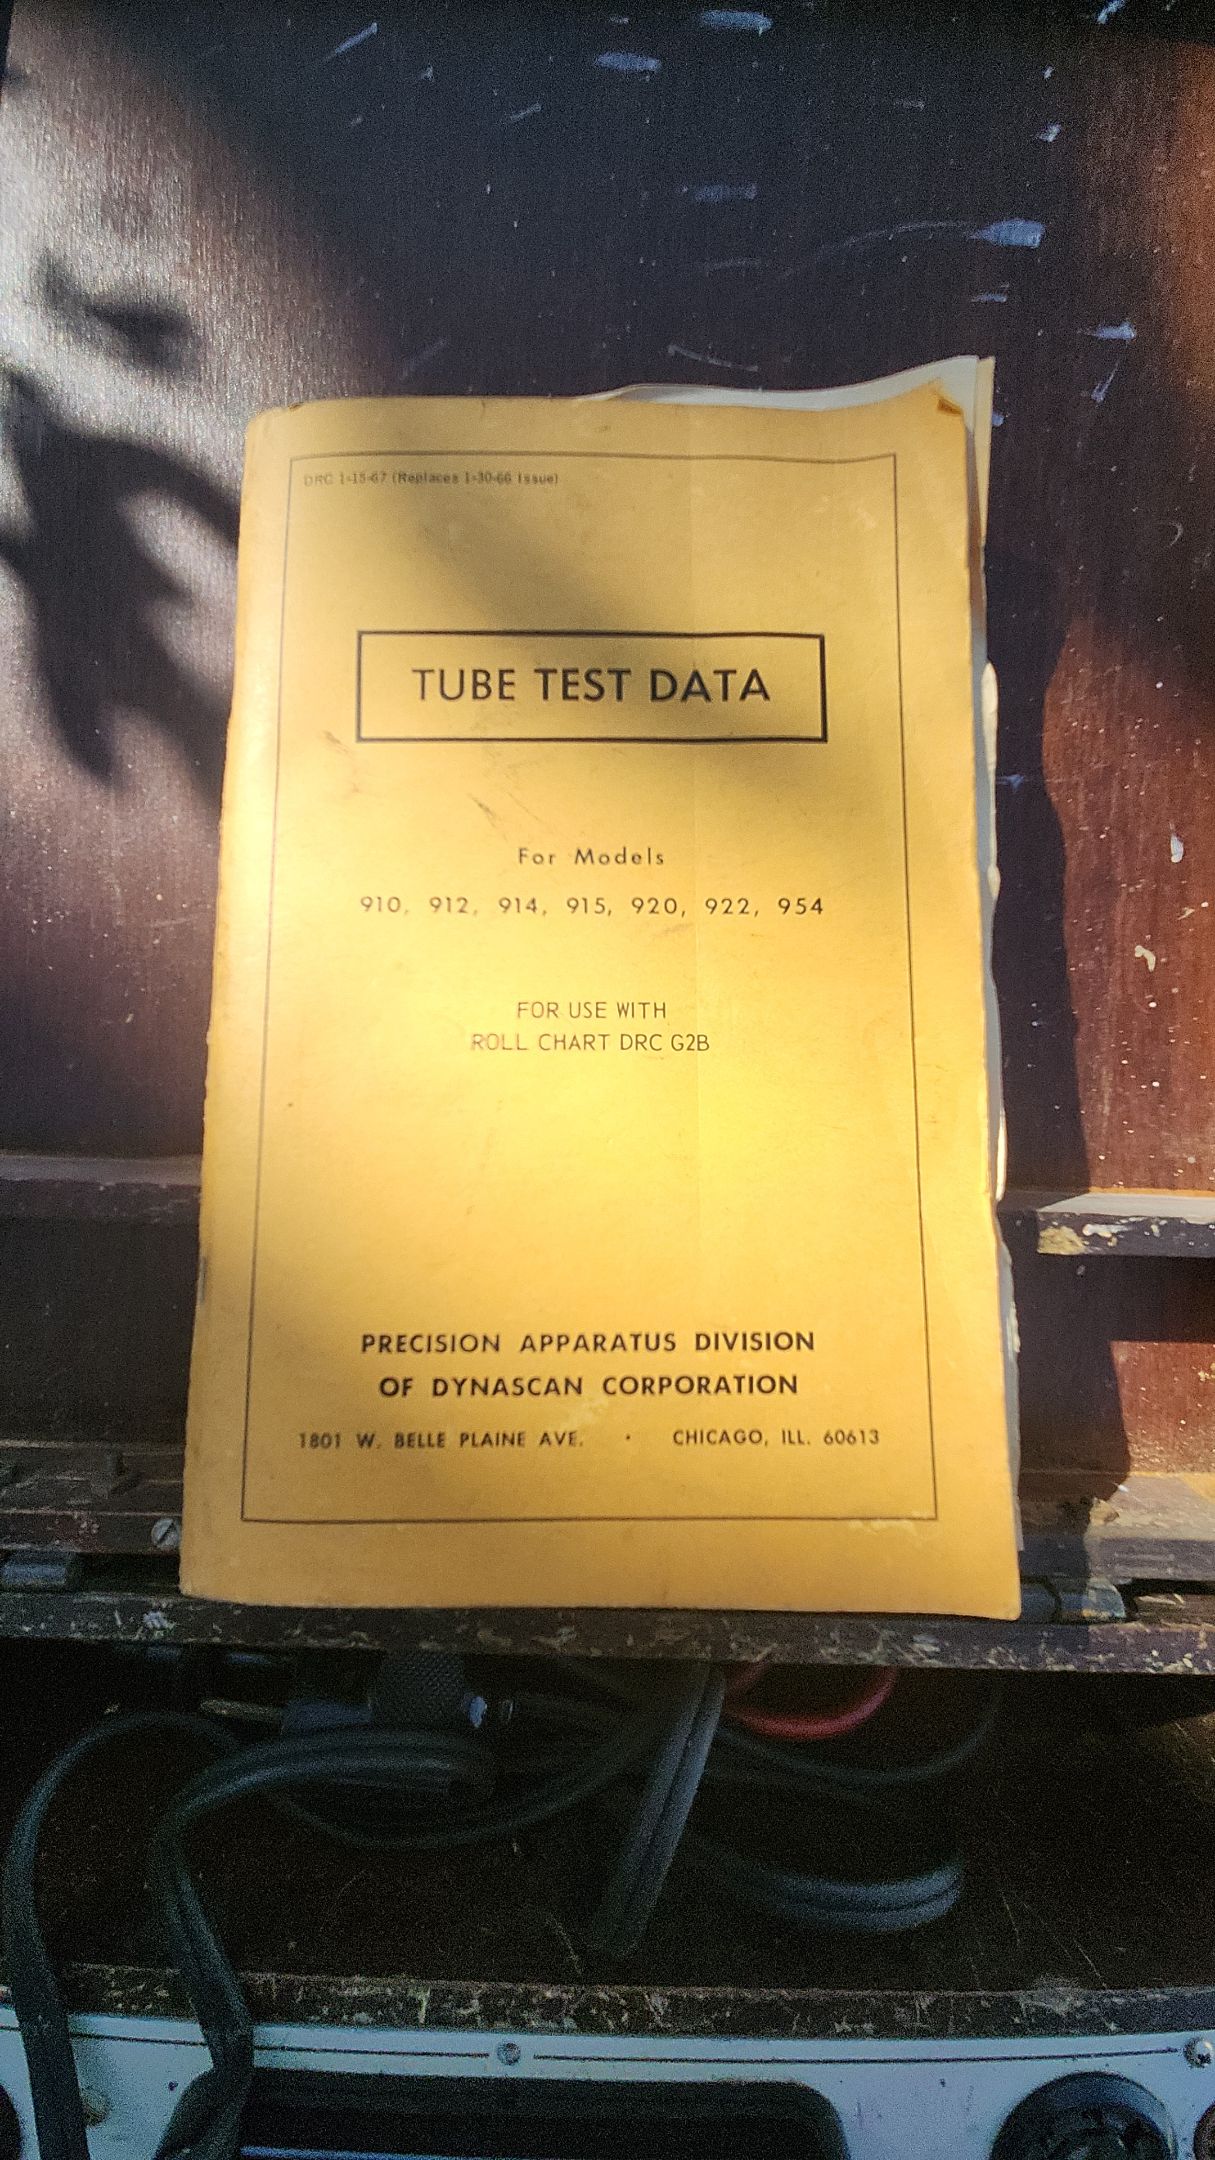 DRC 1-15-67 (Replaces 1-30-66 Issue)
TUBE TEST DATA
For Models
910, 912, 914, 915, 920, 922, 954
FOR USE WITH
ROLL CHART DRC G2B
PRECISION APPARATUS DIVISION
OF DYNASCAN CORPORATION
1801 W. BELLE PLAINE AVE. · CHICAGO, ILL. 60613